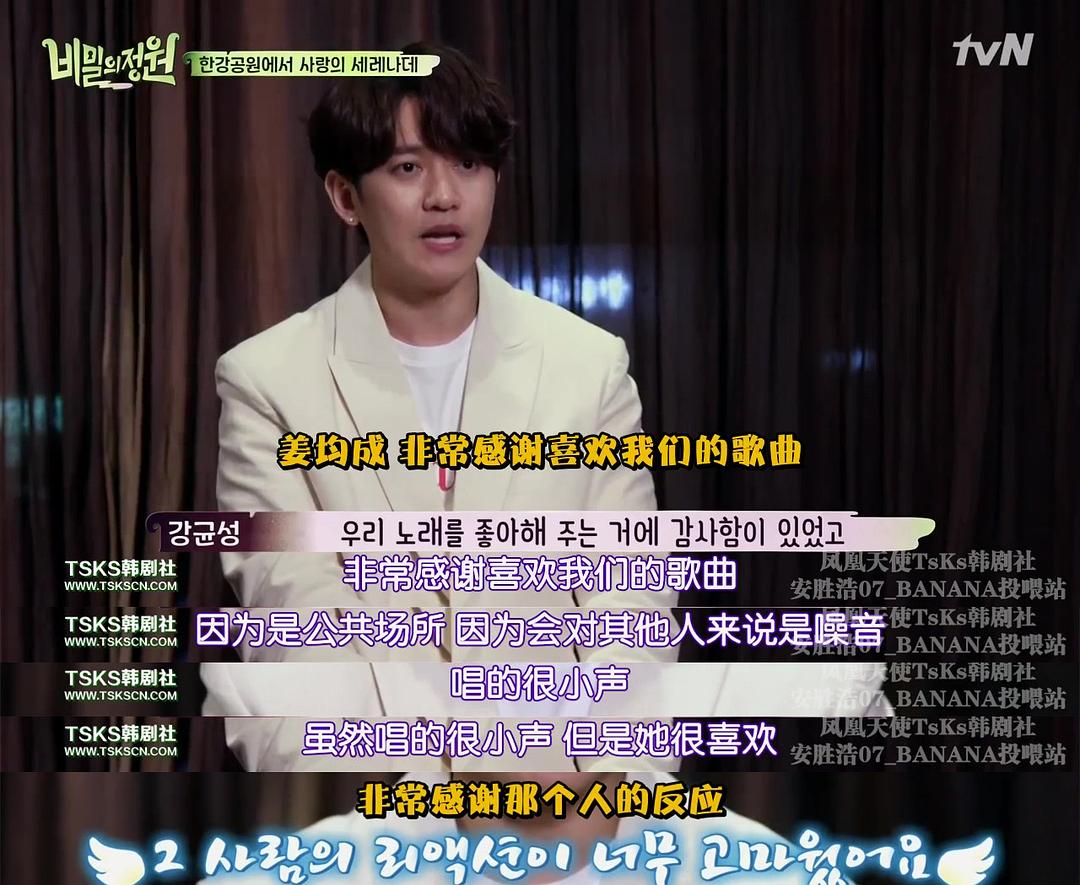 비밀의정원
한강공원에서 사랑의 세레나데
tvN
姜均成 非常感谢喜欢我们的歌曲
강균성 우리 노래를 좋아해 주는 거에 감사함이 있었고
TSKS韩剧社
WWW.TSKSCN.COM
非常感谢喜欢我们的歌曲
凤凰天使TsKs韩剧社
安胜浩07_BANANA投喂站
TSKS韩剧社
WWW.TSKSCN.COM
因为是公共场所 因为会对其他人来说是噪音
凤凰天使TsKs韩剧社
安胜浩07_BANANA投喂站
TSKS韩剧社
WWW.TSKSCN.COM
唱的很小声
凤凰天使TsKs韩剧社
安胜浩07_BANANA投喂站
TSKS韩剧社
WWW.TSKSCN.COM
虽然唱的很小声 但是她很喜欢
凤凰天使TsKs韩剧社
安胜浩07_BANANA投喂站
非常感谢那个人的反应
그 사람의 리액션이 너무 고마웠어요